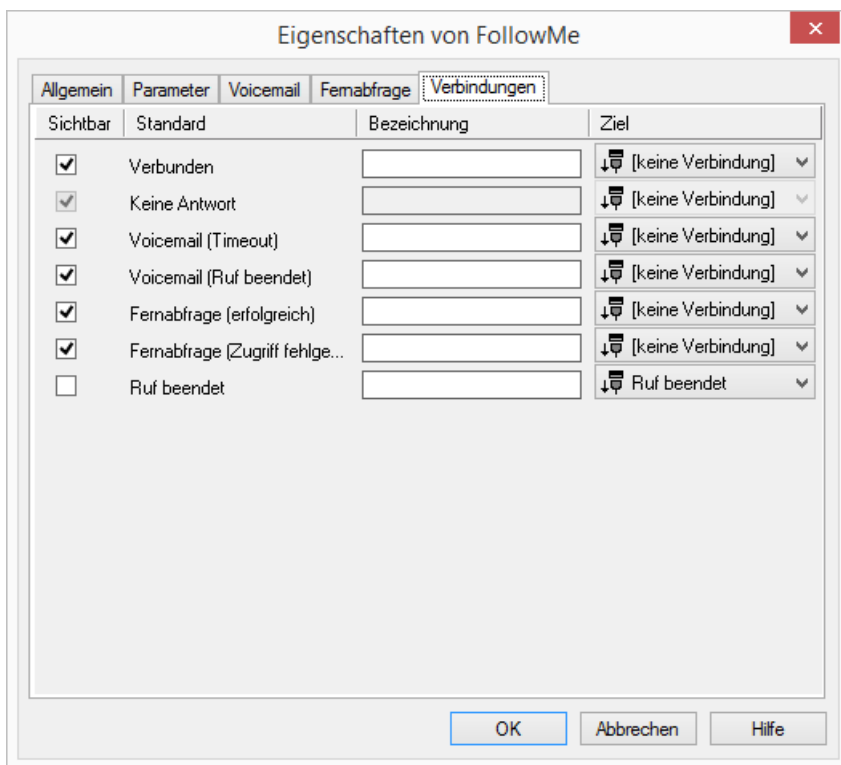 Eigenschaften von FollowMe
Allgemein Parameter Voicemail Fernabfrage Verbindungen
Sichtbar Standard Bezeichnung Ziel
Verbunden [keine Verbindung]
Keine Antwort [keine Verbindung]
Voicemail (Timeout) [keine Verbindung]
Voicemail (Ruf beendet) [keine Verbindung]
Fernabfrage (erfolgreich) [keine Verbindung]
Fernabfrage (Zugriff fehlge... [keine Verbindung]
Ruf beendet Ruf beendet
OK Abbrechen Hilfe